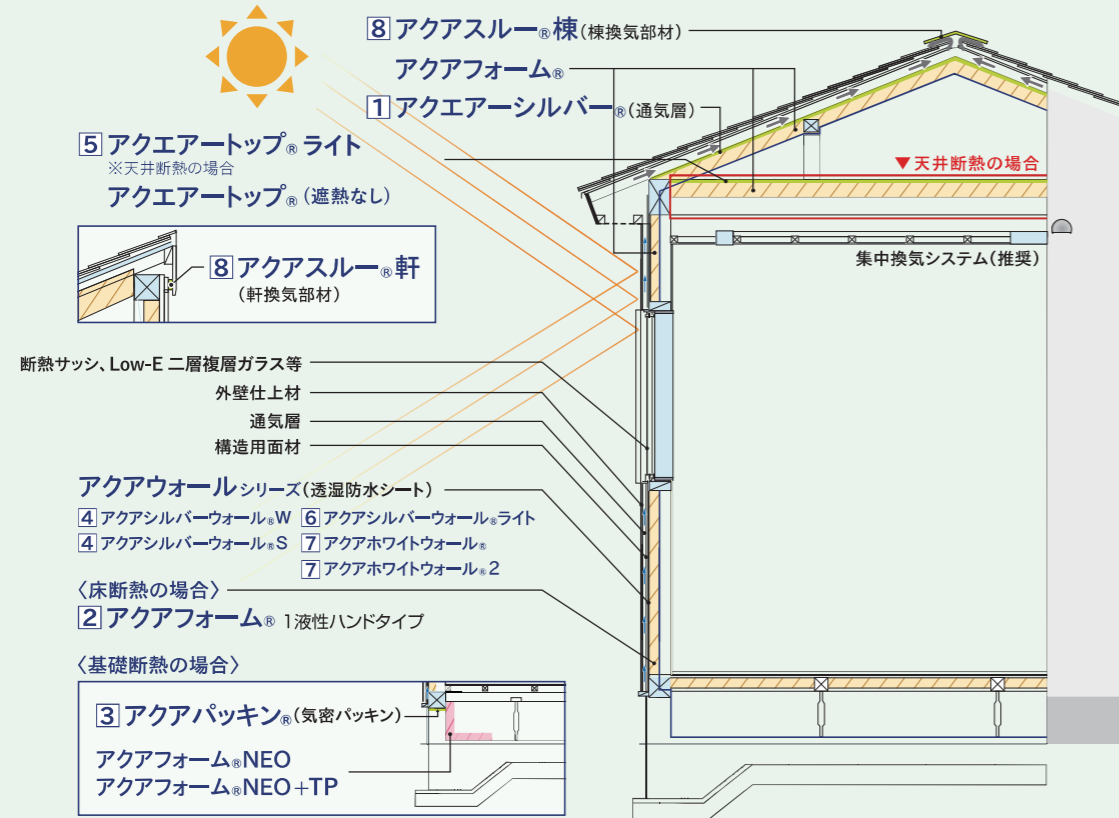 8 アクアスルー®棟(棟換気部材)
アクアフォーム®
1 アクエアーシルバー®(通気層)
5 アクエアートップ® ライト
※天井断熱の場合
アクエアートップ®(遮熱なし)
▼天井断熱の場合
集中換気システム(推奨)
8 アクアスルー®軒
(軒換気部材)
断熱サッシ、Low-E 二層複層ガラス等
外壁仕上材
通気層
構造用面材
アクアウォールシリーズ(透湿防水シート)
4 アクアシルバーウォール®W 6 アクアシルバーウォール®ライト
4 アクアシルバーウォール®S 7 アクアホワイトウォール®
7 アクアホワイトウォール®2
〈床断熱の場合〉
2 アクアフォーム® 1液性ハンドタイプ
〈基礎断熱の場合〉
3 アクアパッキン®(気密パッキン)
アクアフォーム®NEO
アクアフォーム®NEO+TP